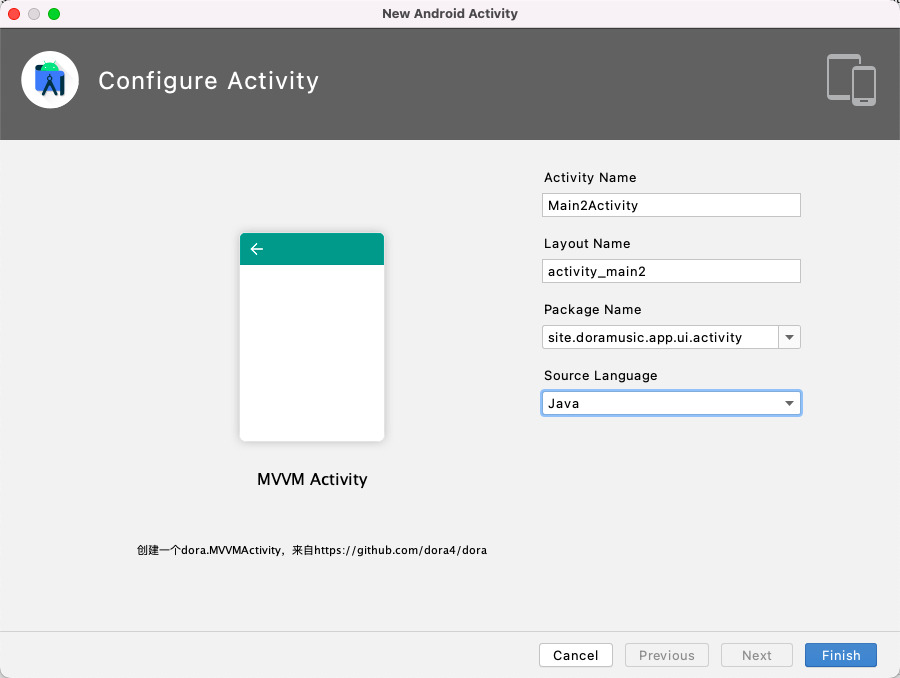 New Android Activity
Configure Activity
Activity Name
Main2Activity
Layout Name
activity_main2
Package Name
site.doramusic.app.ui.activity
Source Language
Java
MVVM Activity
创建一个dora.MVVMActivity，来自https://github.com/dora4/dora
Cancel
Previous
Next
Finish